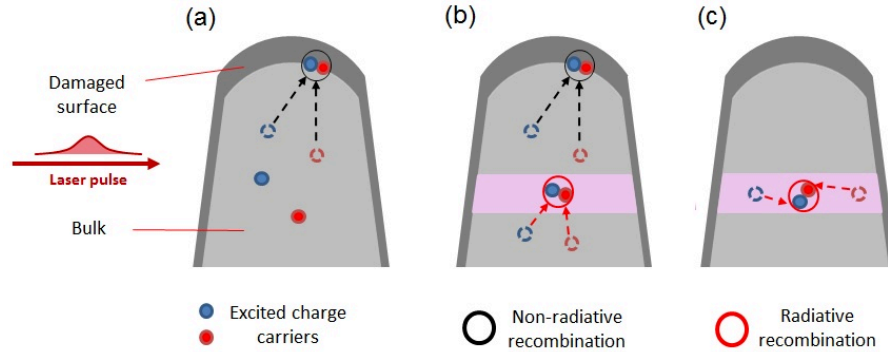 (a)
(b)
(c)
Damaged
surface
Laser pulse
Bulk
Excited charge
carriers
Non-radiative
recombination
Radiative
recombination